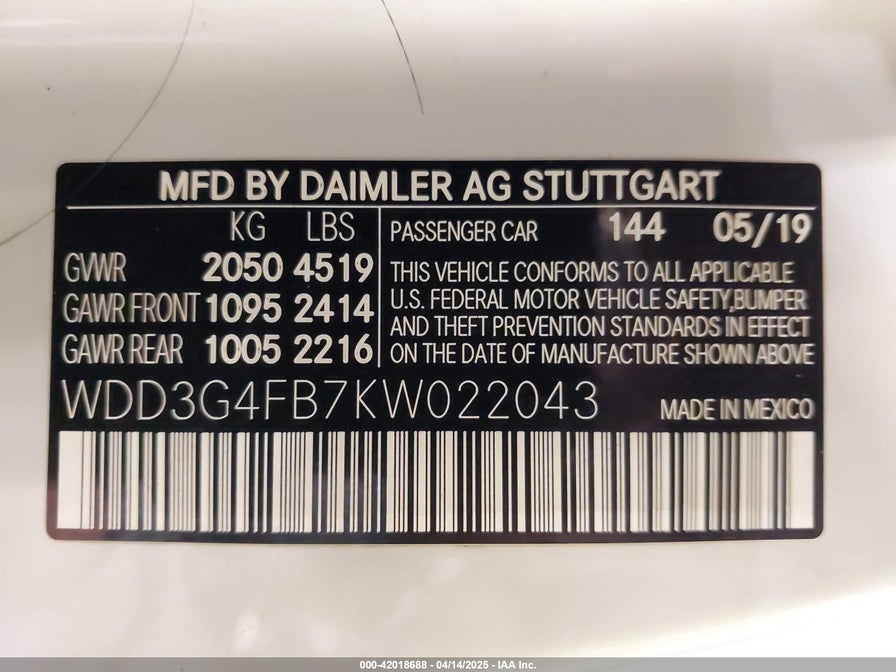 MFD BY DAIMLER AG STUTTGART
KG LBS
GVWR 2050 4519
GAWR FRONT 1095 2414
GAWR REAR 1005 2216
PASSENGER CAR 144 05/19
THIS VEHICLE CONFORMS TO ALL APPLICABLE
U.S. FEDERAL MOTOR VEHICLE SAFETY,BUMPER
AND THEFT PREVENTION STANDARDS IN EFFECT
ON THE DATE OF MANUFACTURE SHOWN ABOVE
WDD3G4FB7KW022043 MADE IN MEXICO
000-42018688 - 04/14/2025 - IAA Inc.